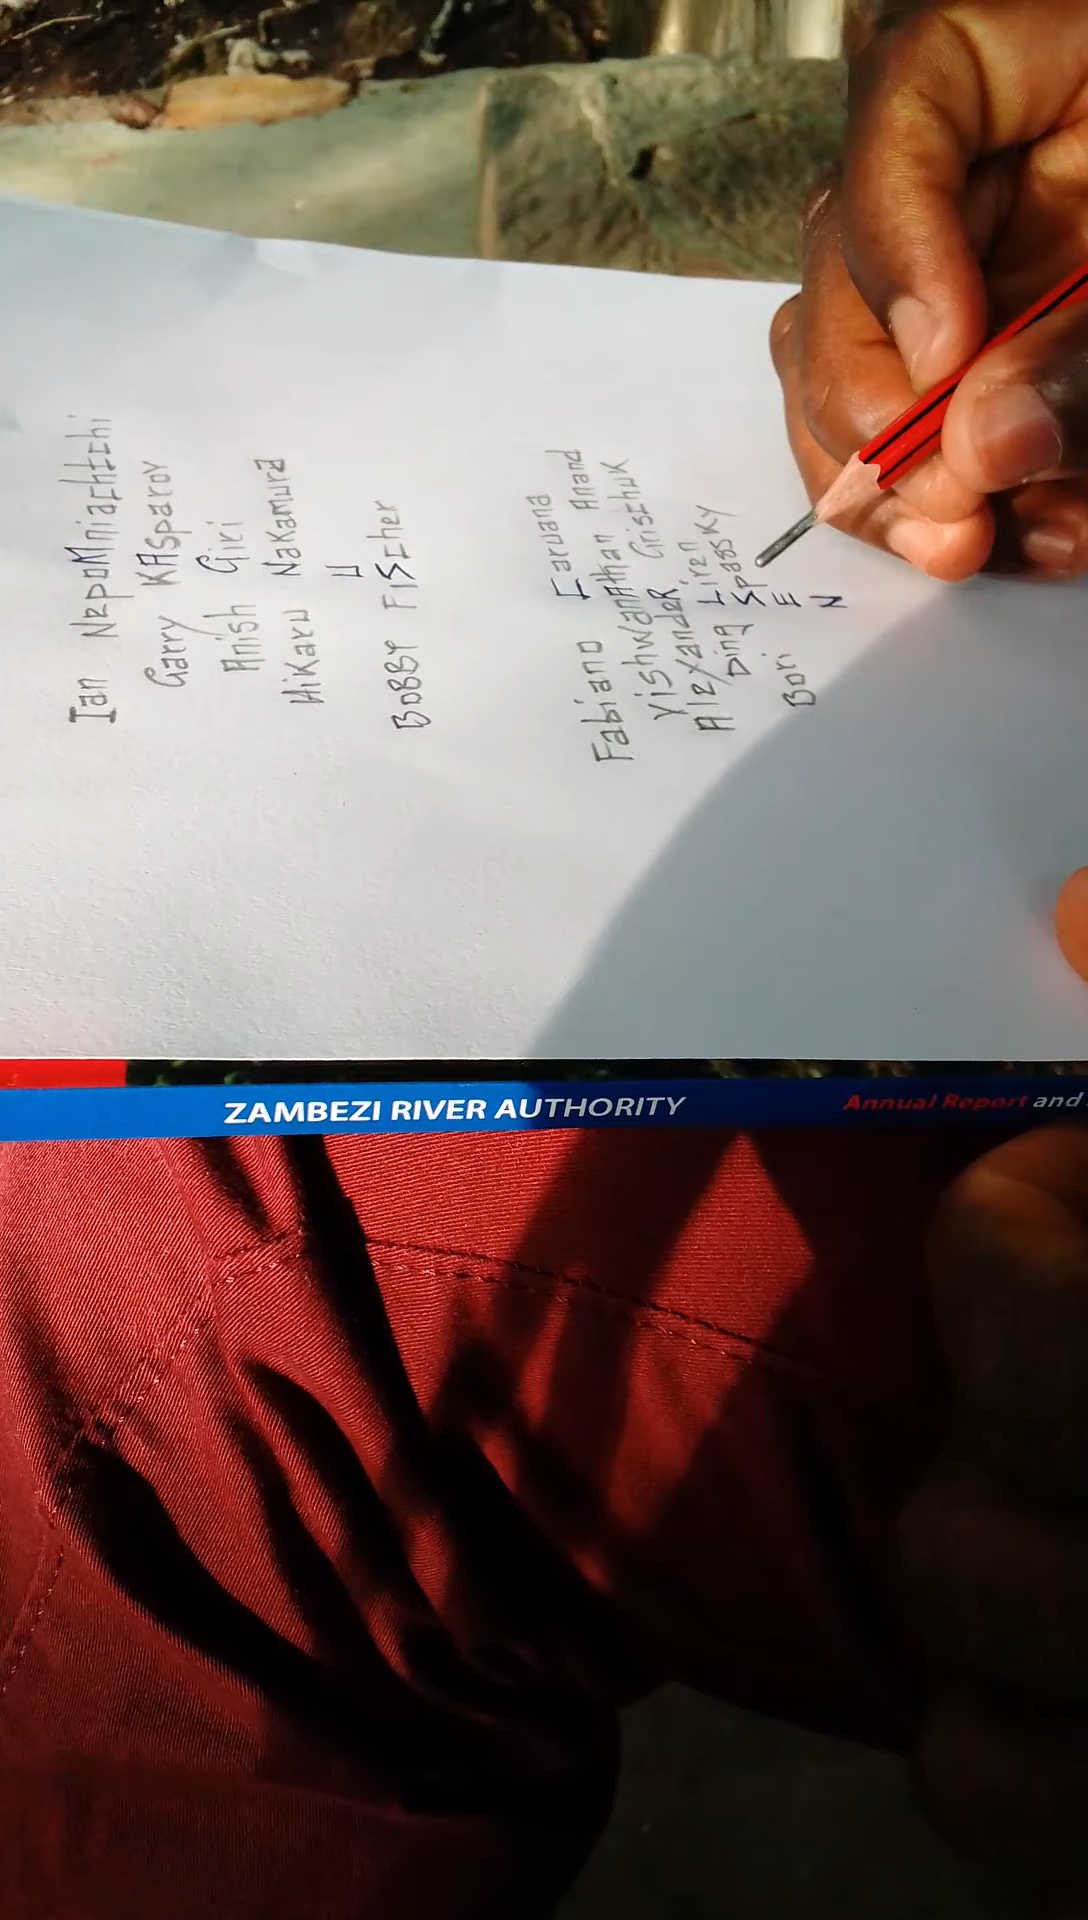 Ian NepoMniachtchi
Garry KAsparov
Anish Giri
Hikaru Nakamura
U
BOBBY FIScher
Fabiano Caruana
VishwanAthan Anand
AlexandeR Grischuk
Ding Liren
Bori Spassky
E
N
ZAMBEZI RIVER AUTHORITY
Annual Report and